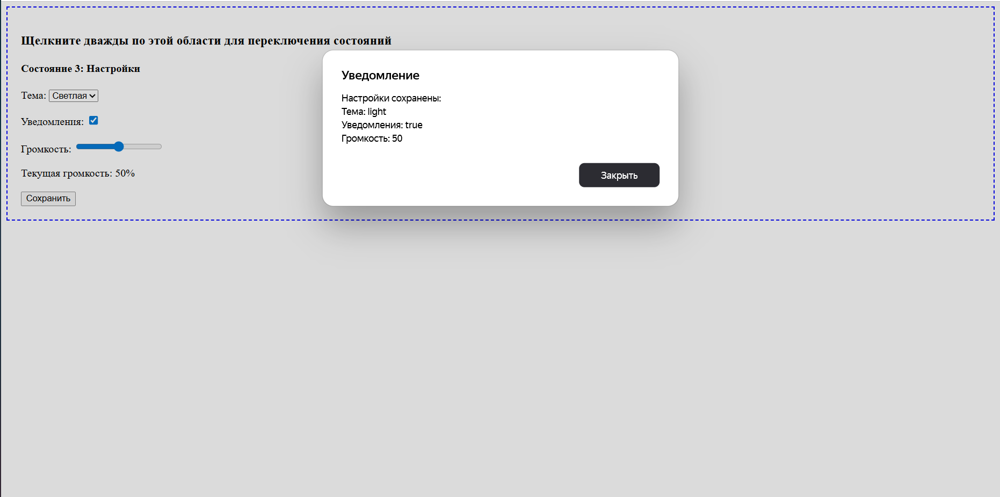 Щелкните дважды по этой области для переключения состояний
Состояние 3: Настройки
Тема: Светлая
Уведомления:
Громкость:
Текущая громкость: 50%
Сохранить
Уведомление
Настройки сохранены:
Тема: light
Уведомления: true
Громкость: 50
Закрыть